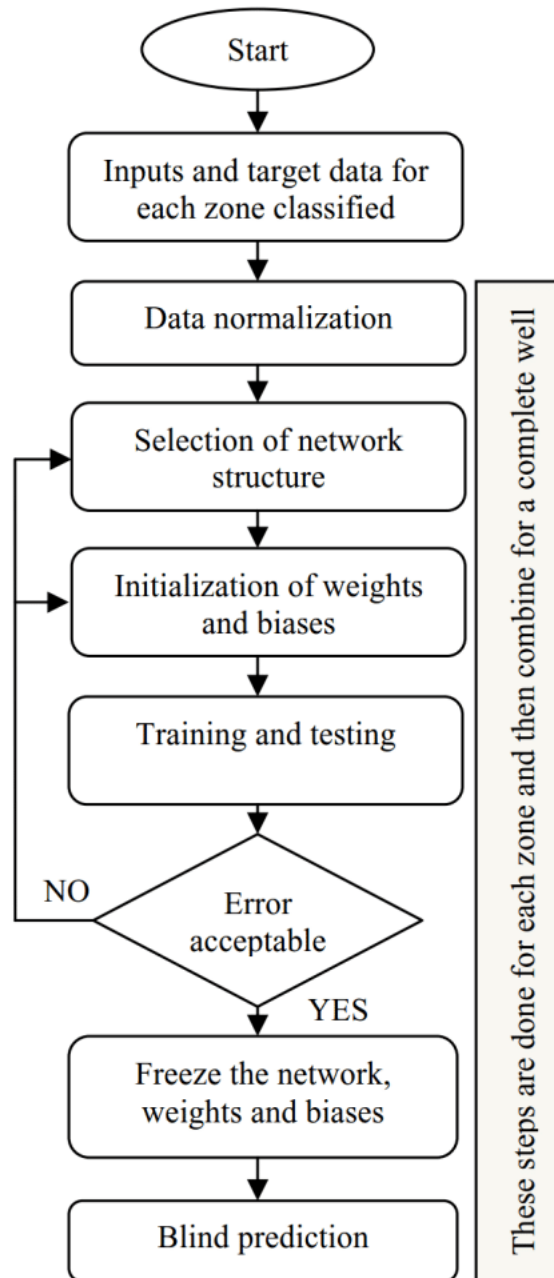 Start
Inputs and target data for
each zone classified
Data normalization
Selection of network
structure
Initialization of weights
and biases
Training and testing
NO
Error
acceptable
YES
Freeze the network,
weights and biases
Blind prediction
These steps are done for each zone and then combine for a complete well